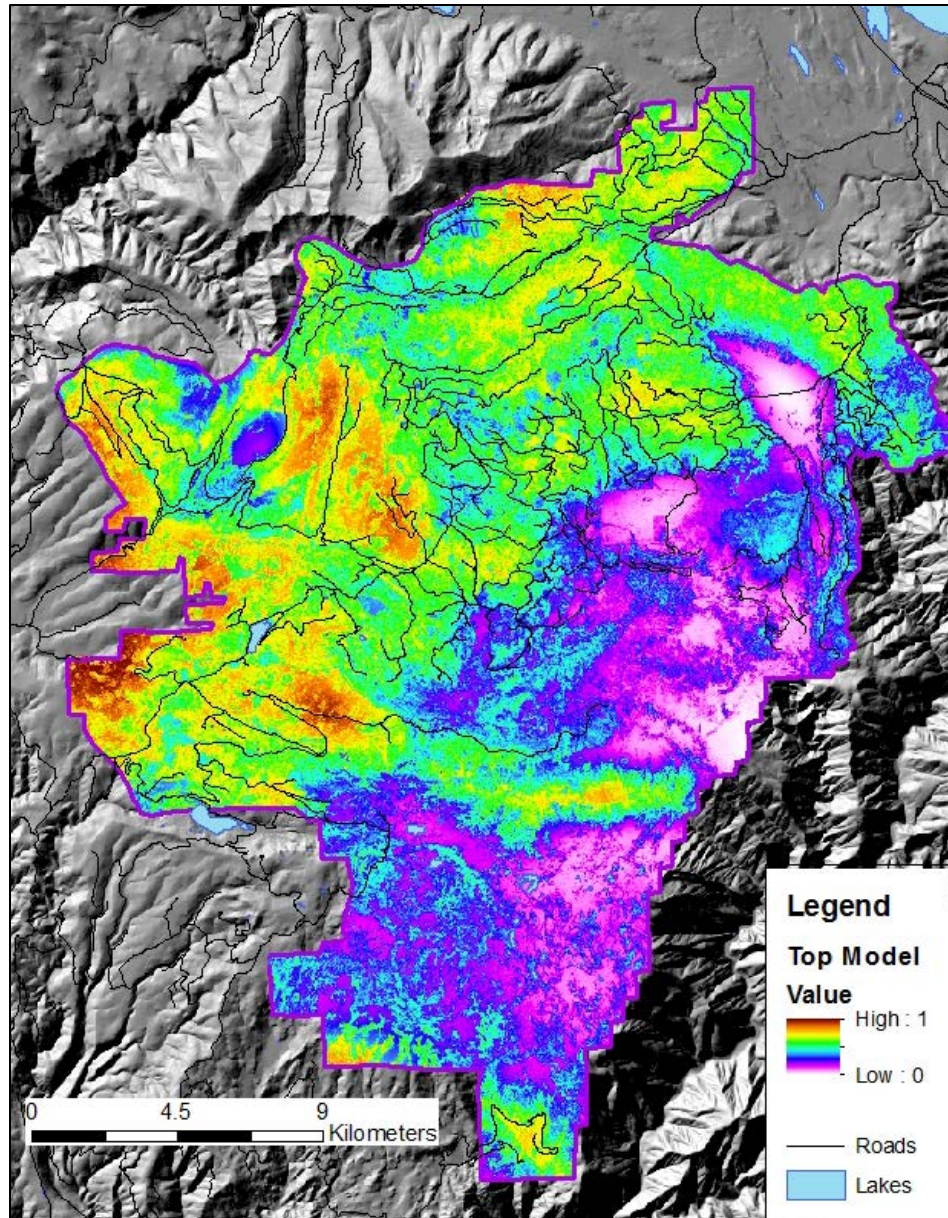 Legend
Top Model
Value
High : 1
Low : 0
Roads
Lakes
0 4.5 9
Kilometers